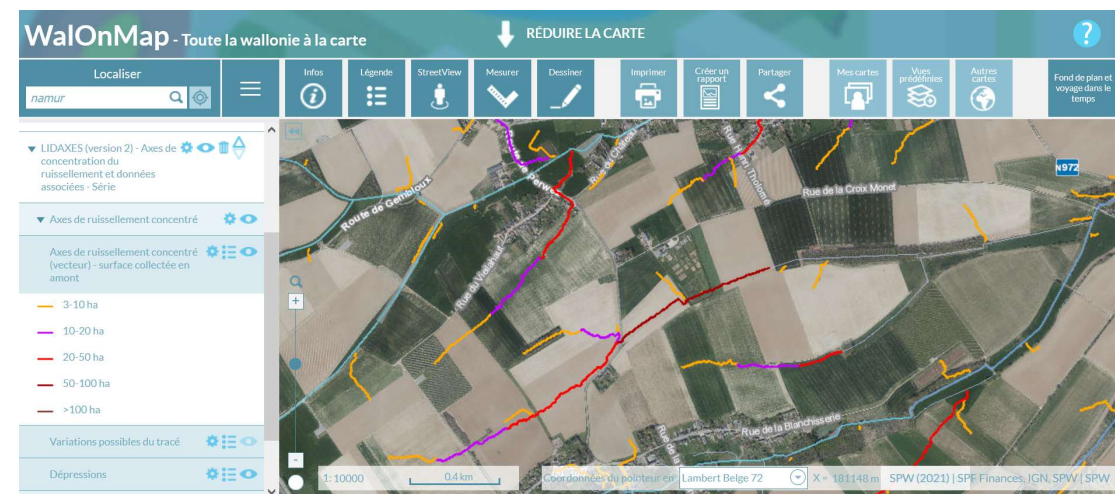 WalOnMap - Toute la wallonie à la carte
RÉDUIRE LA CARTE
?
Localiser
namur
Infos
Légende
StreetView
Mesurer
Dessiner
Imprimer
Créer un
rapport
Partager
Mes cartes
Vues
prédéfinies
Autres
cartes
Fond de plan et
voyage dans le
temps
LIDAXES (version 2) - Axes de
concentration du
ruissellement et données
associées - Série
Axes de ruissellement concentré
Axes de ruissellement concentré
(vecteur) - surface collectée en
amont
3-10 ha
10-20 ha
20-50 ha
50-100 ha
>100 ha
Variations possibles du tracé
Dépressions
Route de Gembloux
Rue du Château
Rue de la Croix Monet
N972
Rue de la Blanchisserie
+
-
1: 10000
0.4 km
Coordonnées du pointeur en
Lambert Belge 72
X = 181148 m
SPW (2021) | SPF Finances, IGN, SPW | SPW